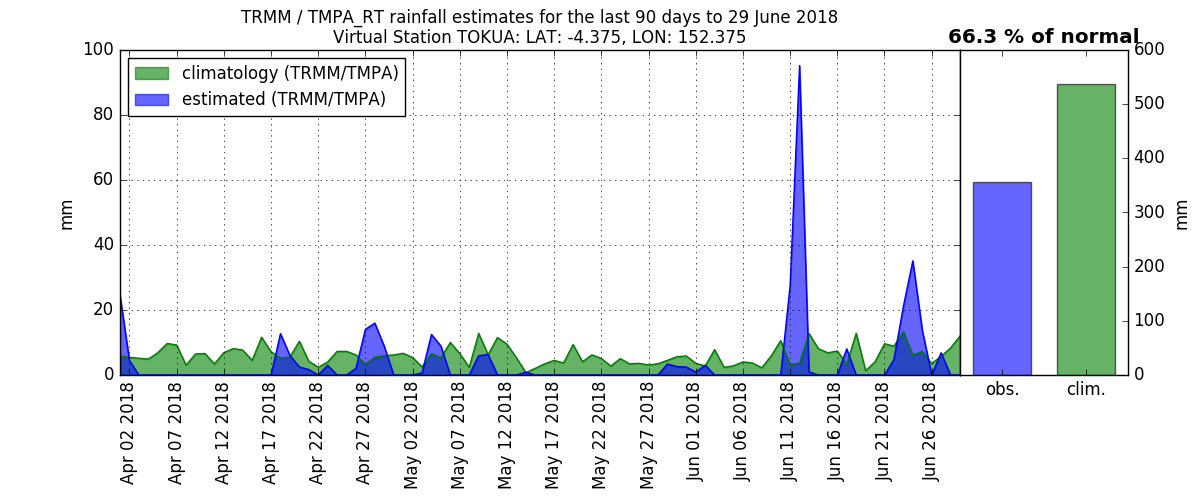 TRMM / TMPA_RT rainfall estimates for the last 90 days to 29 June 2018
Virtual Station TOKUA: LAT: -4.375, LON: 152.375
66.3 % of normal
climatology (TRMM/TMPA)
estimated (TRMM/TMPA)
100
80
60
40
20
0
mm
Apr 02 2018
Apr 07 2018
Apr 12 2018
Apr 17 2018
Apr 22 2018
Apr 27 2018
May 02 2018
May 07 2018
May 12 2018
May 17 2018
May 22 2018
May 27 2018
Jun 01 2018
Jun 06 2018
Jun 11 2018
Jun 16 2018
Jun 21 2018
Jun 26 2018
600
500
400
300
200
100
0
mm
obs.
clim.